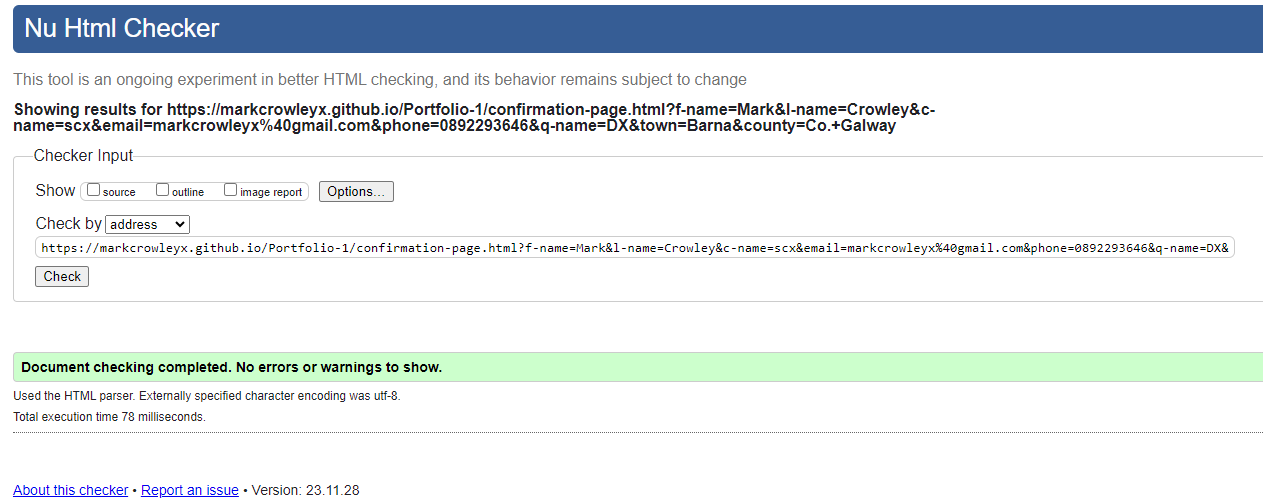 Nu Html Checker
This tool is an ongoing experiment in better HTML checking, and its behavior remains subject to change
Showing results for https://markcrowleyx.github.io/Portfolio-1/confirmation-page.html?f-name=Mark&l-name=Crowley&c-
name=scx&email=markcrowleyx%40gmail.com&phone=0892293646&q-name=DX&town=Barna&county=Co.+Galway
Checker Input
Show source outline image report Options...
Check by address
https://markcrowleyx.github.io/Portfolio-1/confirmation-page.html?f-name=Mark&l-name=Crowley&c-name=scx&email=markcrowleyx%40gmail.com&phone=0892293646&q-name=DX&
Check
Document checking completed. No errors or warnings to show.
Used the HTML parser. Externally specified character encoding was utf-8.
Total execution time 78 milliseconds.
About this checker • Report an issue • Version: 23.11.28